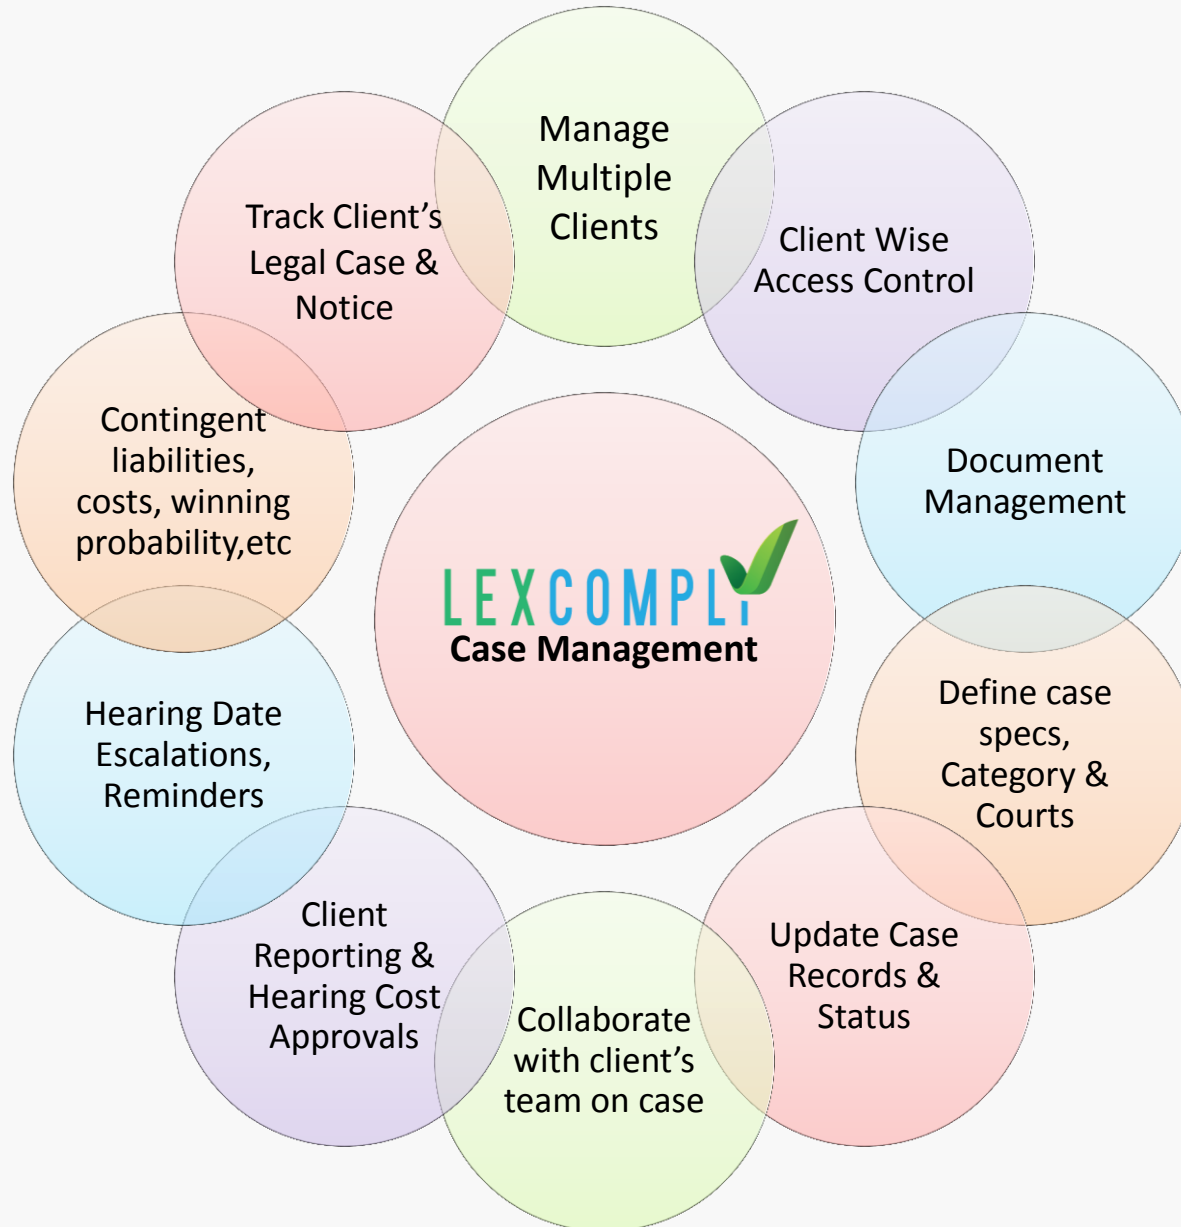 Manage
Multiple
Clients
Client Wise
Access Control
Document
Management
Define case
specs,
Category &
Courts
Update Case
Records &
Status
Collaborate
with client’s
team on case
Client
Reporting &
Hearing Cost
Approvals
Hearing Date
Escalations,
Reminders
Contingent
liabilities,
costs, winning
probability,etc
Track Client’s
Legal Case &
Notice
LEXCOMPLY
Case Management